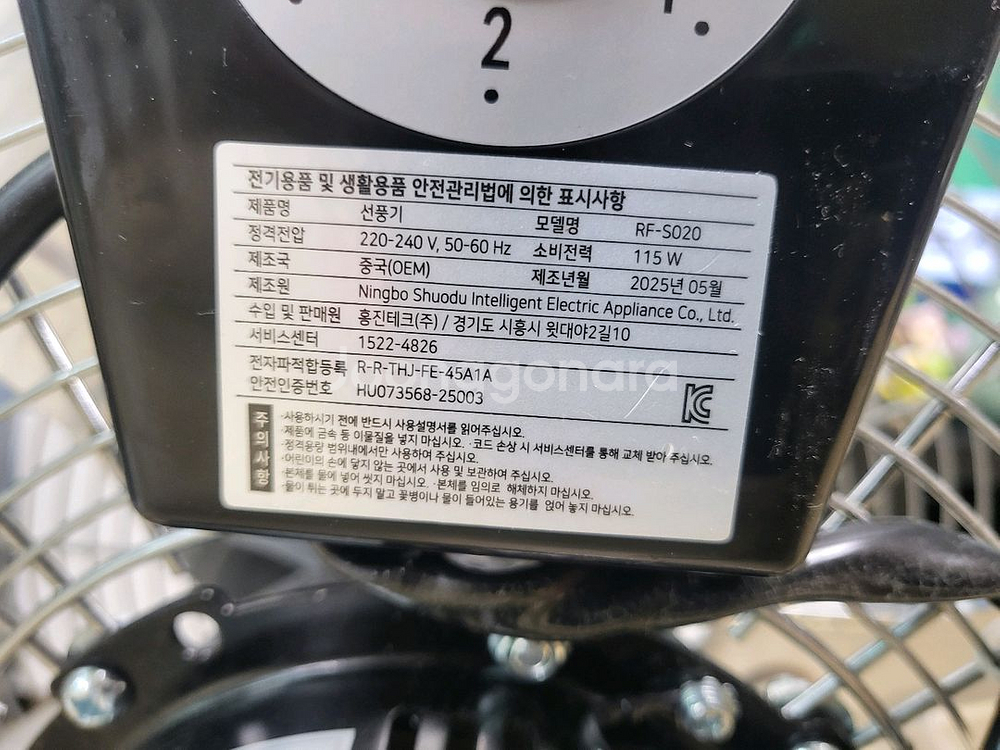 2
전기용품 및 생활용품 안전관리법에 의한 표시사항
제품명 선풍기 모델명 RF-S020
정격전압 220-240 V, 50-60 Hz 소비전력 115 W
제조국 중국(OEM) 제조년월 2025년 05월
제조원 Ningbo Shuodu Intelligent Electric Appliance Co., Ltd.
수입 및 판매원 홍진테크(주) / 경기도 시흥시 윗대야2길10
서비스센터 1522-4826
전자파적합등록 R-R-THJ-FE-45A1A
안전인증번호 HU073568-25003
주의사항
·사용하시기 전에 반드시 사용설명서를 읽어주십시오.
·제품에 금속 등 이물질을 넣지 마십시오. ·코드 손상 시 서비스센터를 통해 교체 받아 주십시오.
·정격용량 범위내에서만 사용하여 주십시오.
·어린이의 손에 닿지 않는 곳에서 사용 및 보관하여 주십시오.
·본체를 물에 넣어 씻지 마십시오. ·본체를 임의로 해체하지 마십시오.
·물이 튀는 곳에 두지 말고 꽃병이나 물이 들어있는 용기를 얹어 놓지 마십시오.